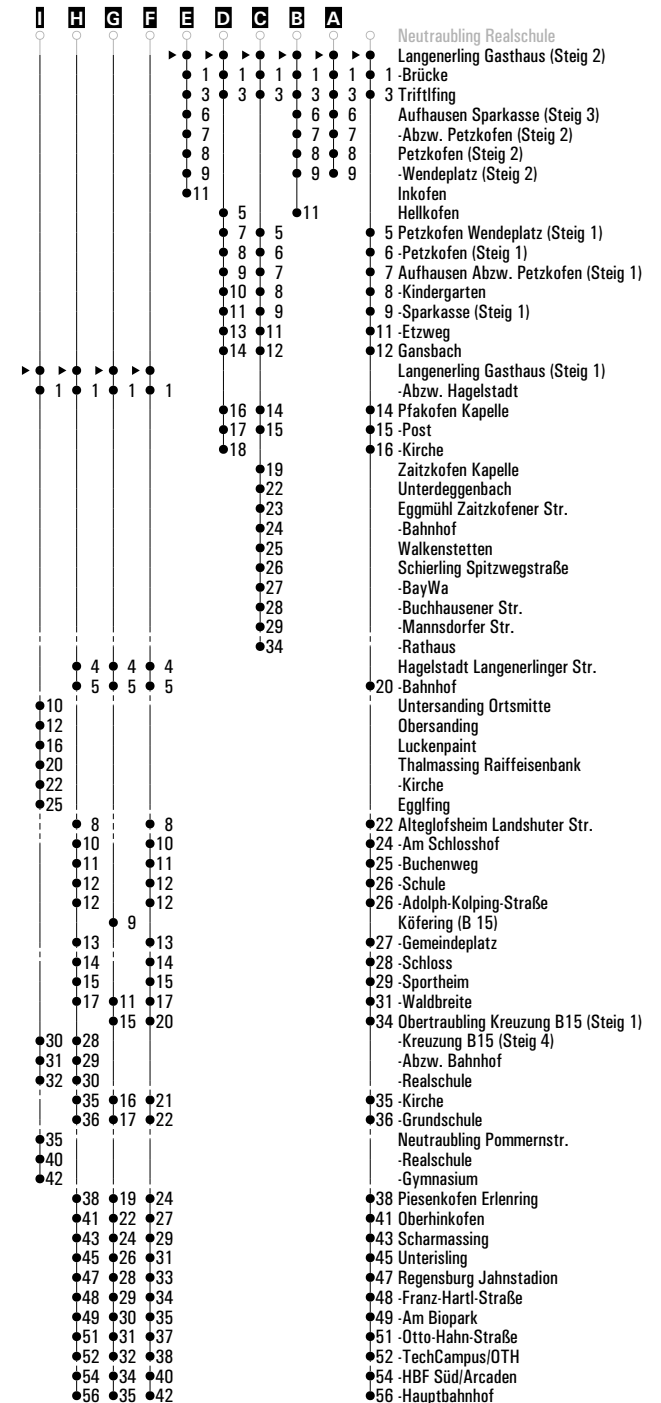 I H G F E D C B A
Neutraubling Realschule
Langenerling Gasthaus (Steig 2)
1 1 1 1 1 1 -Brücke
3 3 3 3 3 3 Triftlfing
6 6 6 Aufhausen Sparkasse (Steig 3)
7 7 7 -Abzw. Petzkofen (Steig 2)
8 8 8 Petzkofen (Steig 2)
9 9 9 -Wendeplatz (Steig 2)
11 Inkofen
5 11 Hellkofen
7 5 5 Petzkofen Wendeplatz (Steig 1)
8 6 6 -Petzkofen (Steig 1)
9 7 7 Aufhausen Abzw. Petzkofen (Steig 1)
10 8 8 -Kindergarten
11 9 9 -Sparkasse (Steig 1)
13 11 11 -Etzweg
14 12 12 Gansbach
Langenerling Gasthaus (Steig 1)
1 1 1 1 -Abzw. Hagelstadt
16 14 14 Pfakofen Kapelle
17 15 15 -Post
18 16 -Kirche
19 Zaitzkofen Kapelle
22 Unterdeggenbach
23 Eggmühl Zaitzkofener Str.
24 -Bahnhof
25 Walkenstetten
26 Schierling Spitzwegstraße
27 -BayWa
28 -Buchhausener Str.
29 -Mannsdorfer Str.
34 -Rathaus
4 4 4 Hagelstadt Langenerlinger Str.
5 5 5 20 -Bahnhof
10 Untersanding Ortsmitte
12 Obersanding
16 Luckenpaint
20 Thalmassing Raiffeisenbank
22 -Kirche
25 Egglfing
8 8 22 Alteglofsheim Landshuter Str.
10 10 24 -Am Schlosshof
11 11 25 -Buchenweg
12 12 26 -Schule
12 12 26 -Adolph-Kolping-Straße
9 Köfering (B 15)
13 13 27 -Gemeindeplatz
14 14 28 -Schloss
15 15 29 -Sportheim
17 11 17 31 -Waldbreite
15 20 34 Obertraubling Kreuzung B15 (Steig 1)
30 28 -Kreuzung B15 (Steig 4)
31 29 -Abzw. Bahnhof
32 30 -Realschule
35 16 21 35 -Kirche
36 17 22 36 -Grundschule
35 Neutraubling Pommernstr.
40 -Realschule
42 -Gymnasium
38 19 24 38 Piesenkofen Erlenring
41 22 27 41 Oberhinkofen
43 24 29 43 Scharmassing
45 26 31 45 Unterisling
47 28 33 47 Regensburg Jahnstadion
48 29 34 48 -Franz-Hartl-Straße
49 30 35 49 -Am Biopark
51 31 37 51 -Otto-Hahn-Straße
52 32 38 52 -TechCampus/OTH
54 34 40 54 -HBF Süd/Arcaden
56 35 42 56 -Hauptbahnhof